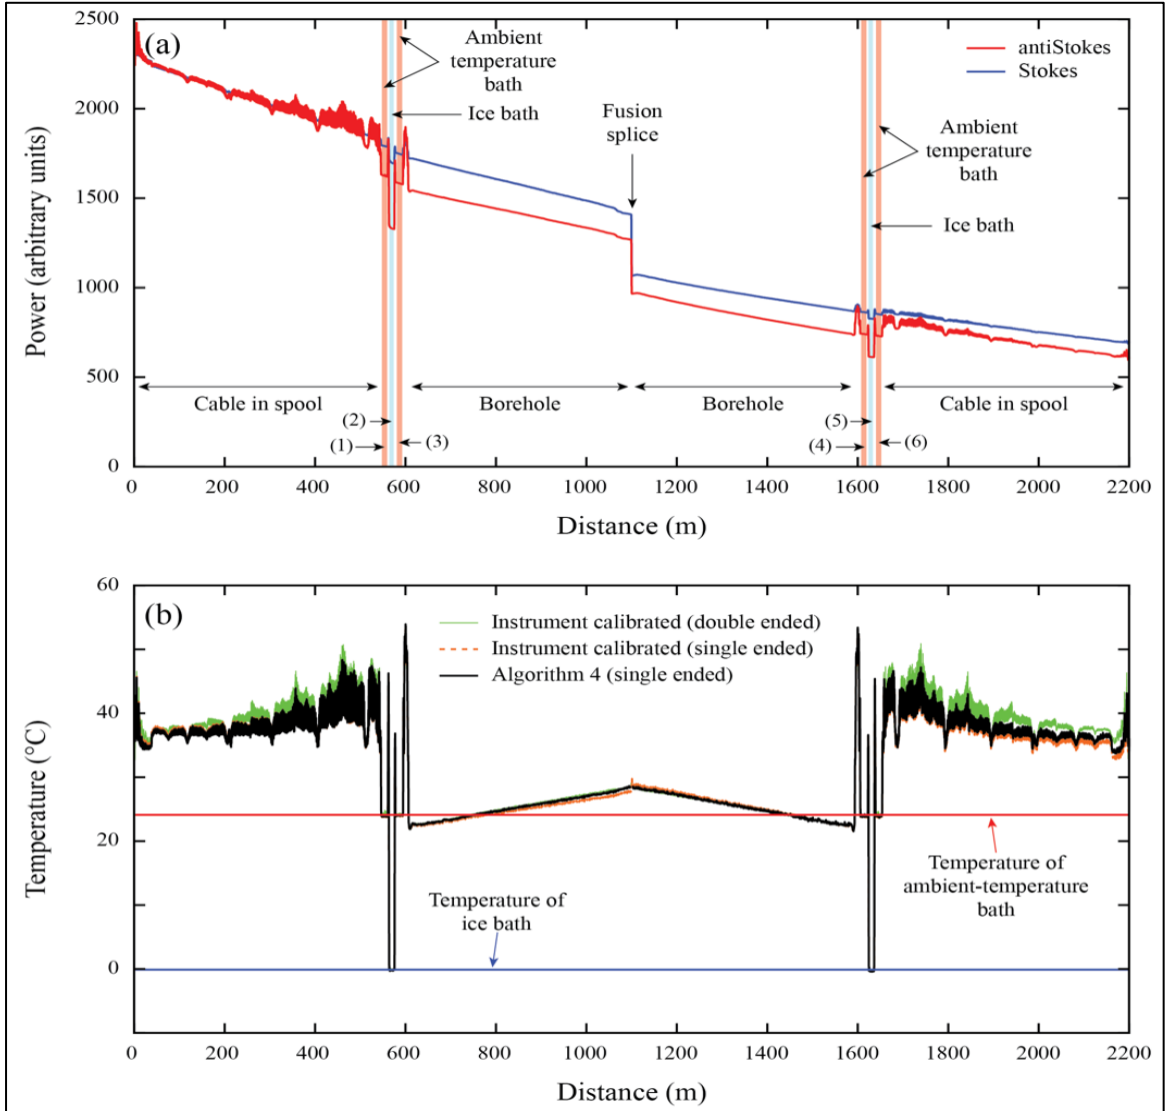 2500
2000
1500
1000
500
0
Power (arbitrary units)
(a)
Ambient
temperature
bath
Ice bath
Fusion
splice
antiStokes
Stokes
Ambient
temperature
bath
Ice bath
Cable in spool
Borehole
Borehole
Cable in spool
(2)
(1)
(3)
(5)
(4)
(6)
0 200 400 600 800 1000 1200 1400 1600 1800 2000 2200
Distance (m)
60
40
20
0
Temperature (°C)
(b)
Instrument calibrated (double ended)
Instrument calibrated (single ended)
Algorithm 4 (single ended)
Temperature of
ice bath
Temperature of
ambient-temperature
bath
0 200 400 600 800 1000 1200 1400 1600 1800 2000 2200
Distance (m)